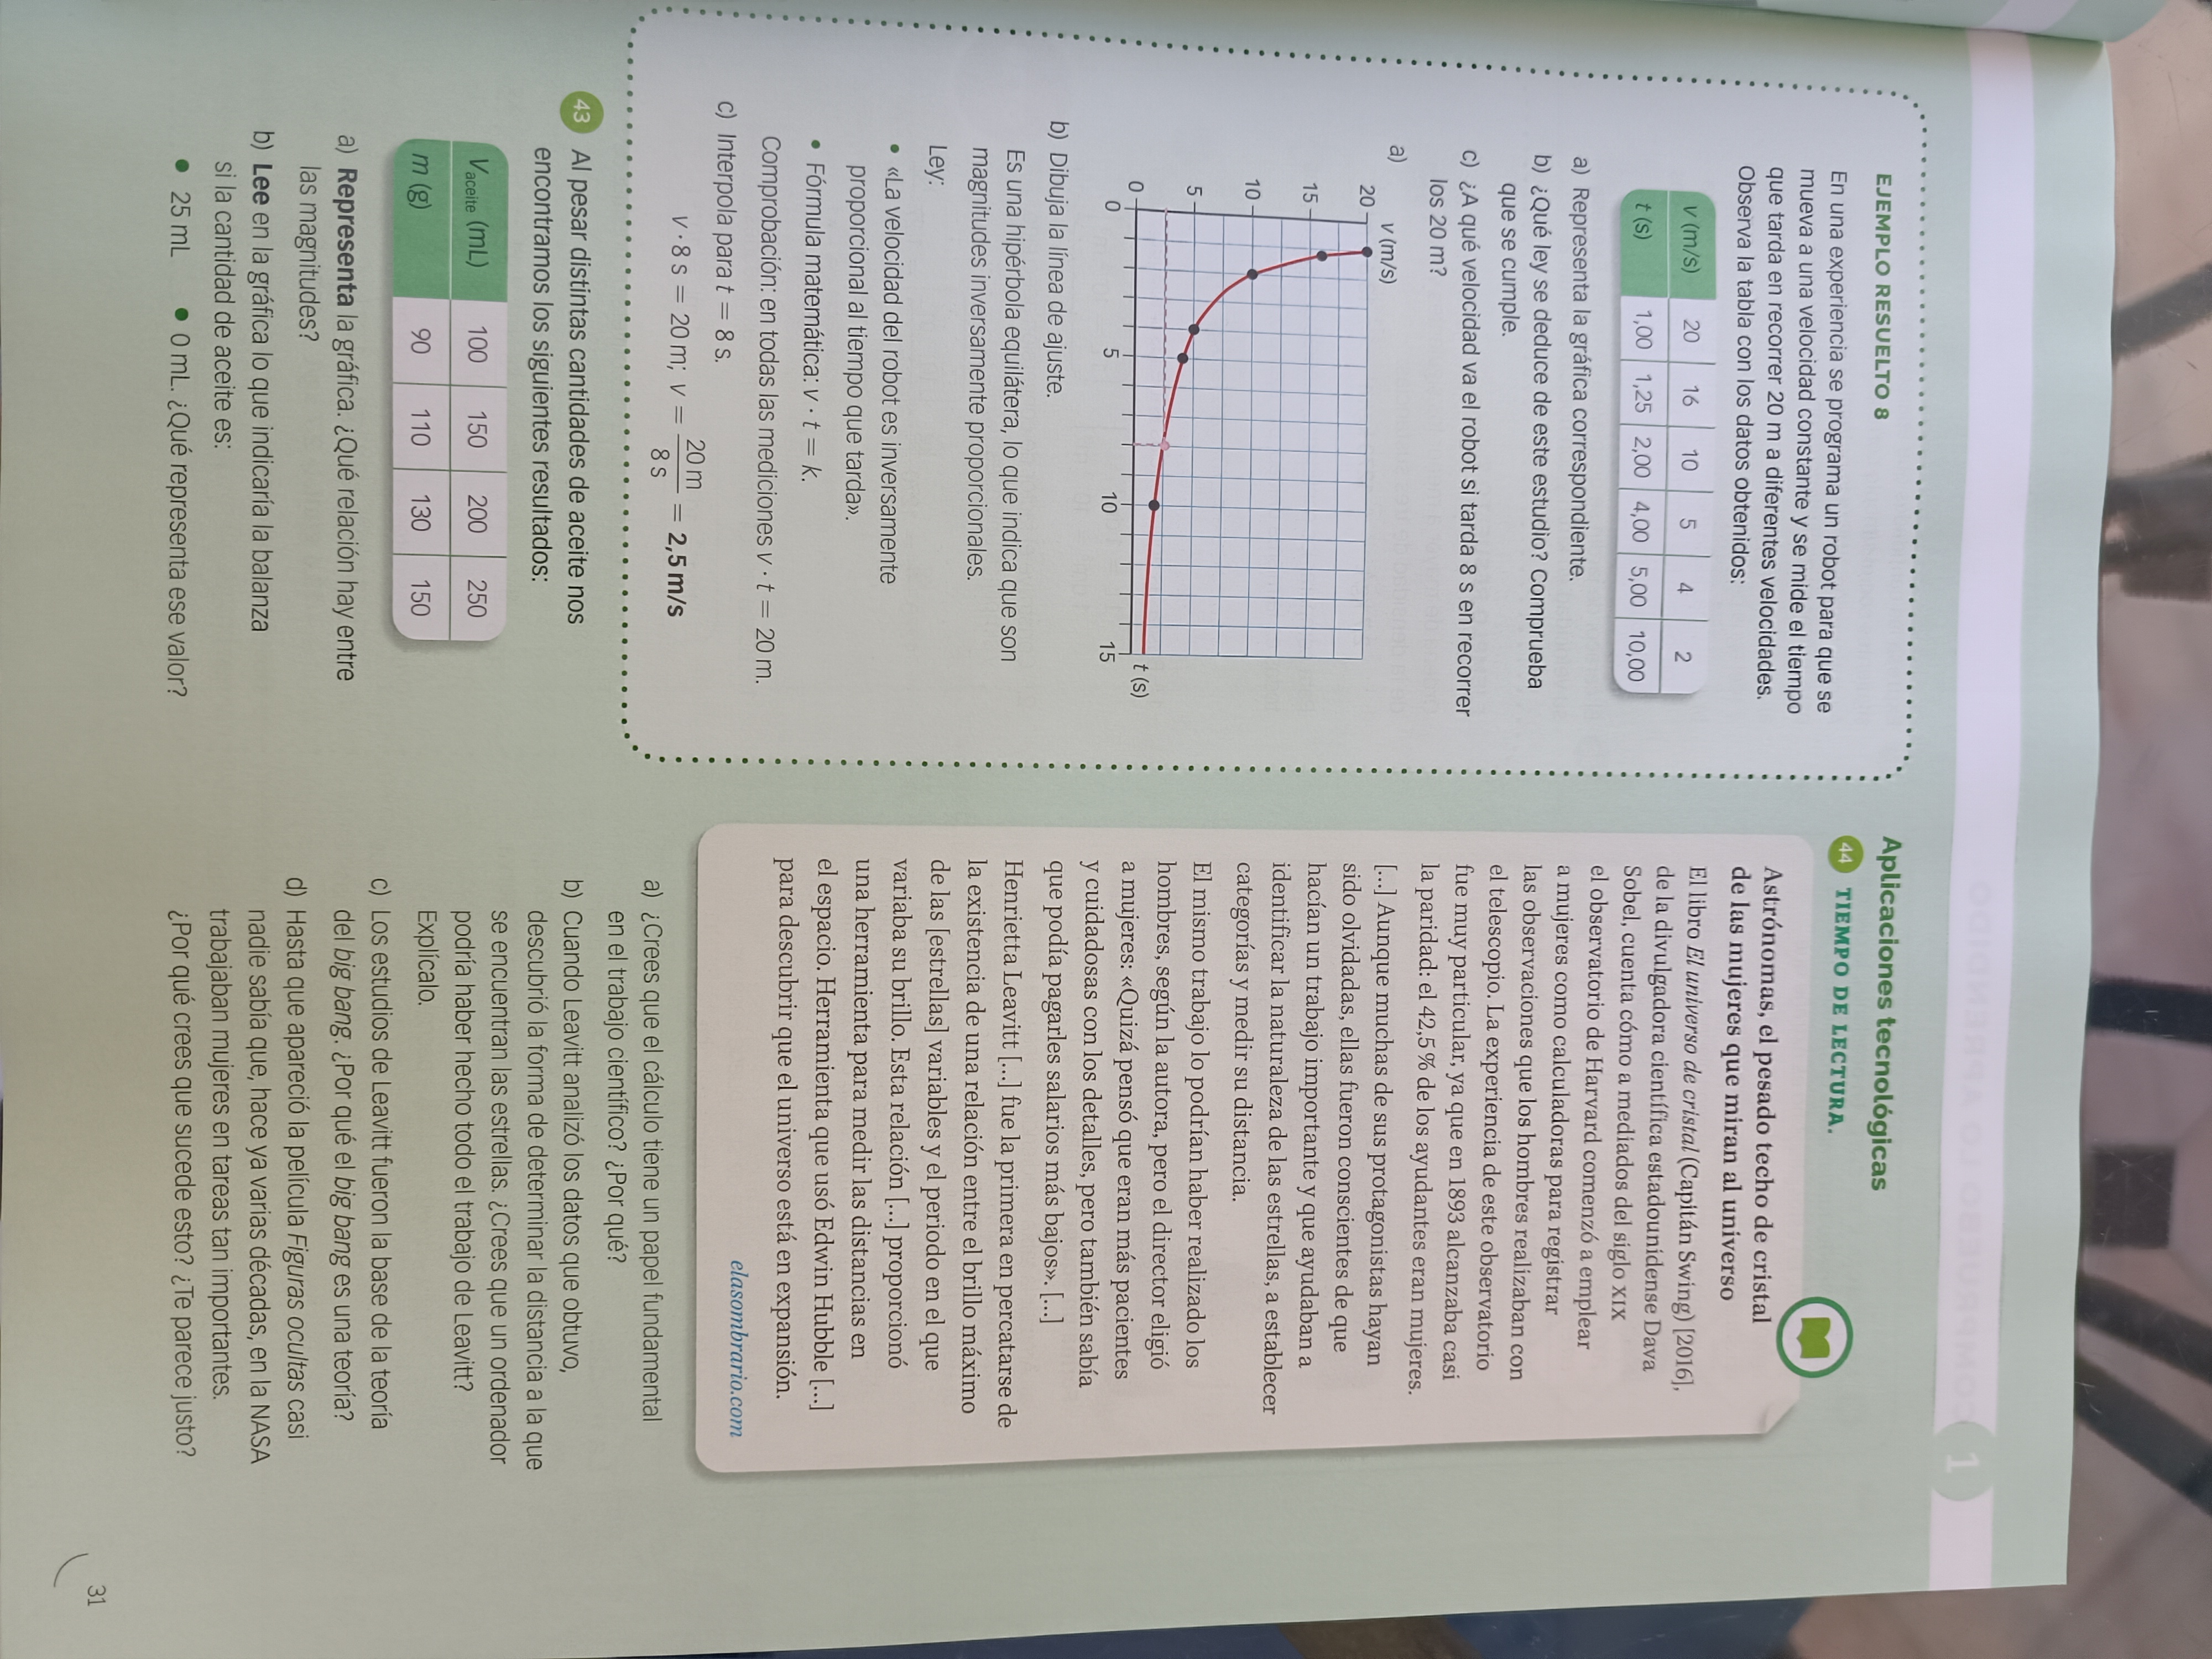 1
EJEMPLO RESUELTO 8
En una experiencia se programa un robot para que se
mueva a una velocidad constante y se mide el tiempo
que tarda en recorrer 20 m a diferentes velocidades.
Observa la tabla con los datos obtenidos:
v (m/s) 20 16 10 5 4 2
t (s) 1,00 1,25 2,00 4,00 5,00 10,00
a) Representa la gráfica correspondiente.
b) ¿Qué ley se deduce de este estudio? Comprueba
que se cumple.
c) ¿A qué velocidad va el robot si tarda 8 s en recorrer
los 20 m?
a)
v (m/s)
20
15
10
5
0
0 5 10 15
t (s)
b) Dibuja la línea de ajuste.
Es una hipérbola equilátera, lo que indica que son
magnitudes inversamente proporcionales.
Ley:
• «La velocidad del robot es inversamente
proporcional al tiempo que tarda».
• Fórmula matemática: v · t = k.
Comprobación: en todas las mediciones v · t = 20 m.
c) Interpola para t = 8 s.
v · 8 s = 20 m; v = 20 m / 8 s = 2,5 m/s
43 Al pesar distintas cantidades de aceite nos
encontramos los siguientes resultados:
Vaceite (mL) 100 150 200 250
m (g) 90 110 130 150
a) Representa la gráfica. ¿Qué relación hay entre
las magnitudes?
b) Lee en la gráfica lo que indicaría la balanza
si la cantidad de aceite es:
• 25 mL • 0 mL. ¿Qué representa ese valor?
Aplicaciones tecnológicas
44 TIEMPO DE LECTURA.
Astrónomas, el pesado techo de cristal
de las mujeres que miran al universo
El libro El universo de cristal (Capitán Swing) [2016],
de la divulgadora científica estadounidense Dava
Sobel, cuenta cómo a mediados del siglo XIX
el observatorio de Harvard comenzó a emplear
a mujeres como calculadoras para registrar
las observaciones que los hombres realizaban con
el telescopio. La experiencia de este observatorio
fue muy particular, ya que en 1893 alcanzaba casi
la paridad: el 42,5 % de los ayudantes eran mujeres.
[...] Aunque muchas de sus protagonistas hayan
sido olvidadas, ellas fueron conscientes de que
hacían un trabajo importante y que ayudaban a
identificar la naturaleza de las estrellas, a establecer
categorías y medir su distancia.
El mismo trabajo lo podrían haber realizado los
hombres, según la autora, pero el director eligió
a mujeres: «Quizá pensó que eran más pacientes
y cuidadosas con los detalles, pero también sabía
que podía pagarles salarios más bajos». [...]
Henrietta Leavitt [...] fue la primera en percatarse de
la existencia de una relación entre el brillo máximo
de las [estrellas] variables y el periodo en el que
variaba su brillo. Esta relación [...] proporcionó
una herramienta para medir las distancias en
el espacio. Herramienta que usó Edwin Hubble [...]
para descubrir que el universo está en expansión.
elasombrario.com
a) ¿Crees que el cálculo tiene un papel fundamental
en el trabajo científico? ¿Por qué?
b) Cuando Leavitt analizó los datos que obtuvo,
descubrió la forma de determinar la distancia a la que
se encuentran las estrellas. ¿Crees que un ordenador
podría haber hecho todo el trabajo de Leavitt?
Explícalo.
c) Los estudios de Leavitt fueron la base de la teoría
del big bang. ¿Por qué el big bang es una teoría?
d) Hasta que apareció la película Figuras ocultas casi
nadie sabía que, hace ya varias décadas, en la NASA
trabajaban mujeres en tareas tan importantes.
¿Por qué crees que sucede esto? ¿Te parece justo?
31